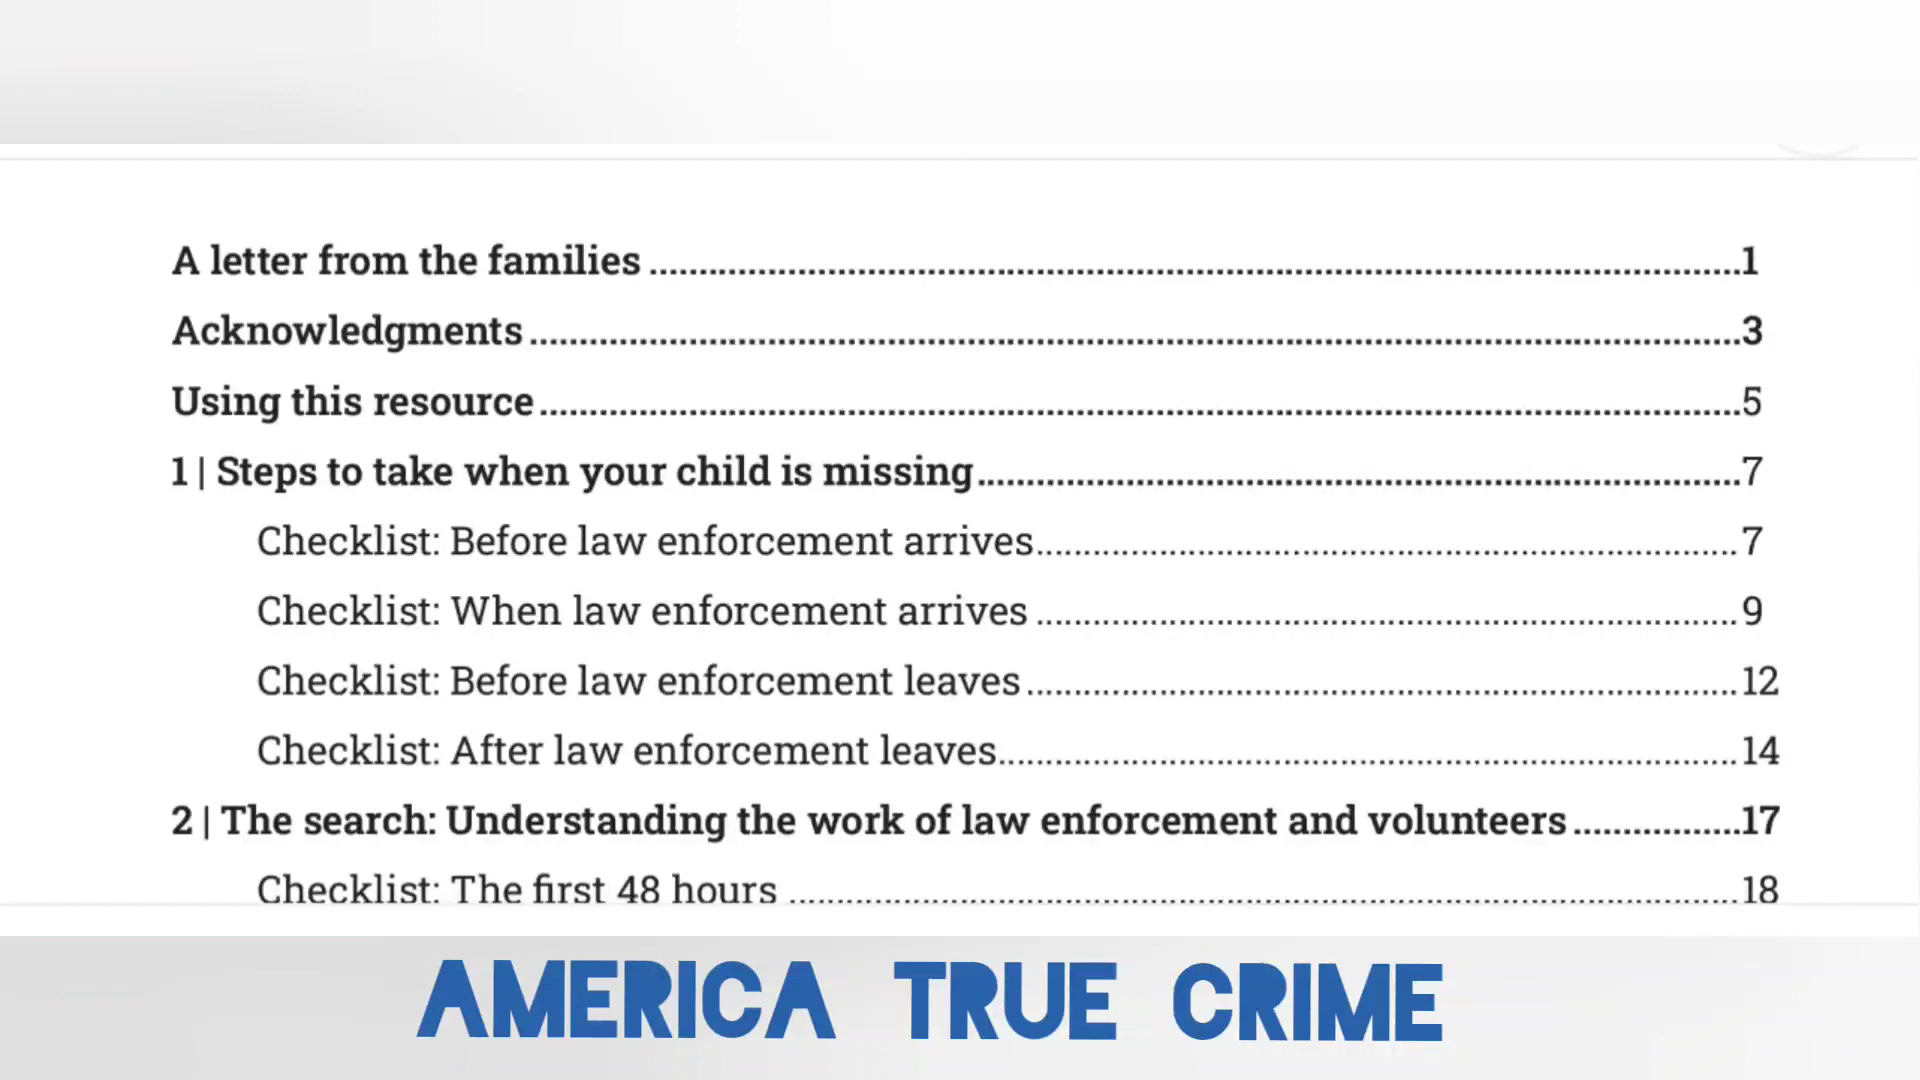 A letter from the families ........ 1
Acknowledgments ........ 3
Using this resource ........ 5
1 | Steps to take when your child is missing ........ 7
Checklist: Before law enforcement arrives ........ 7
Checklist: When law enforcement arrives ........ 9
Checklist: Before law enforcement leaves ........ 12
Checklist: After law enforcement leaves ........ 14
2 | The search: Understanding the work of law enforcement and volunteers ........ 17
Checklist: The first 48 hours ........ 18
AMERICA TRUE CRIME